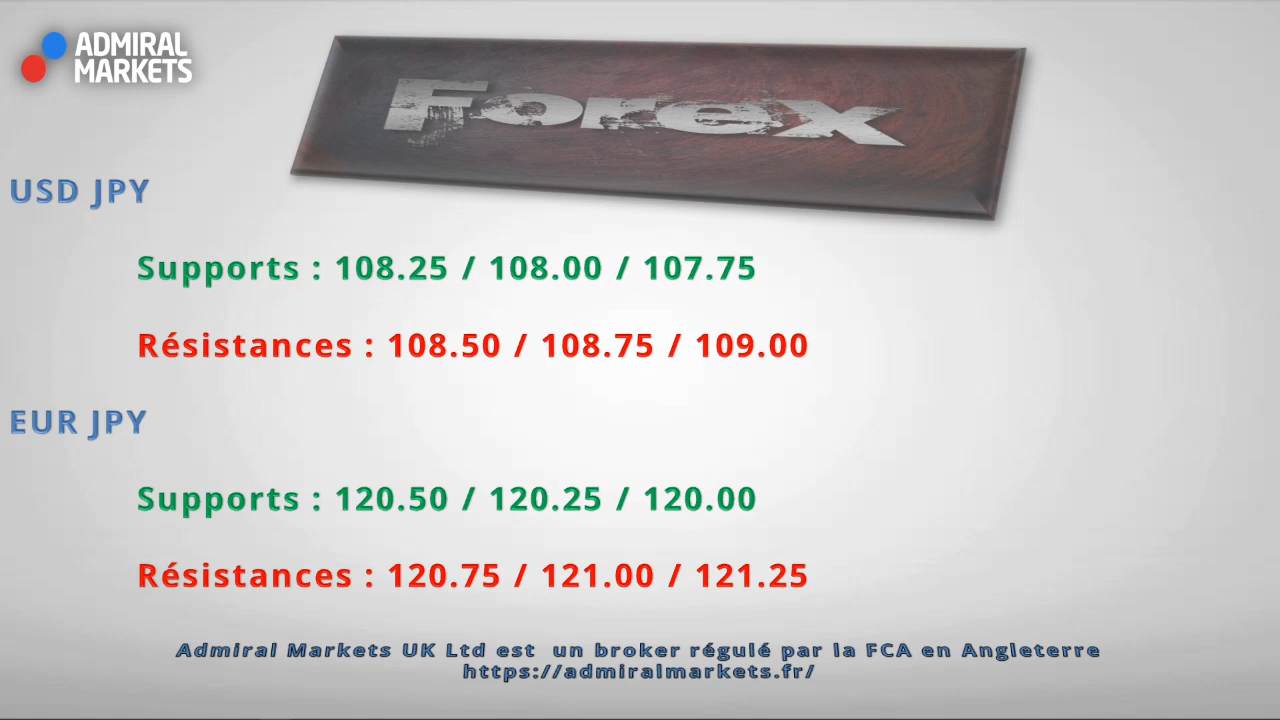 ADMIRAL
MARKETS
Forex
USD JPY
Supports : 108.25 / 108.00 / 107.75
Résistances : 108.50 / 108.75 / 109.00
EUR JPY
Supports : 120.50 / 120.25 / 120.00
Résistances : 120.75 / 121.00 / 121.25
Admiral Markets UK Ltd est un broker régulé par la FCA en Angleterre
https://admiralmarkets.fr/